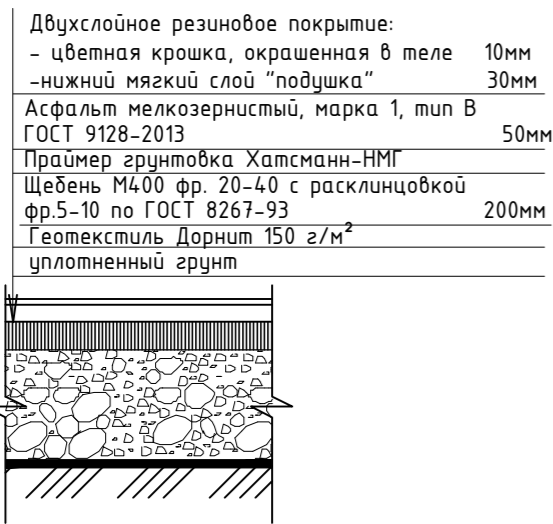 Двухслойное резиновое покрытие:
- цветная крошка, окрашенная в теле 10мм
-нижний мягкий слой "подушка" 30мм
Асфальт мелкозернистый, марка 1, тип В
ГОСТ 9128-2013 50мм
Праймер грунтовка Хатсманн-НМГ
Щебень М400 фр. 20-40 с расклинцовкой
фр.5-10 по ГОСТ 8267-93 200мм
Геотекстиль Дорнит 150 г/м²
уплотненный грунт